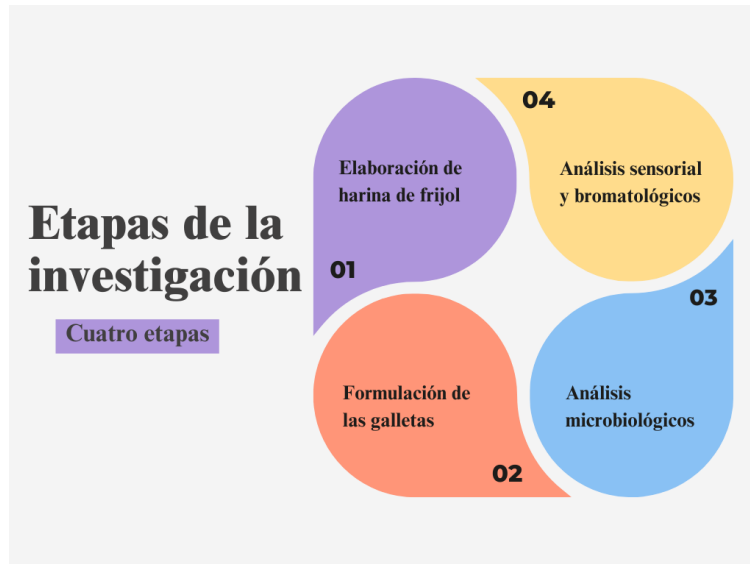 Etapas de la
investigación
Cuatro etapas
Elaboración de
harina de frijol
01
Formulación de
las galletas
02
Análisis
microbiológicos
03
04
Análisis sensorial
y bromatológicos